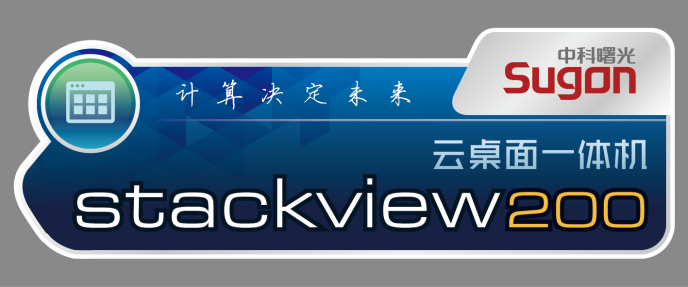 中科曙光
Sugon
计算决定未来
云桌面一体机
stackview200